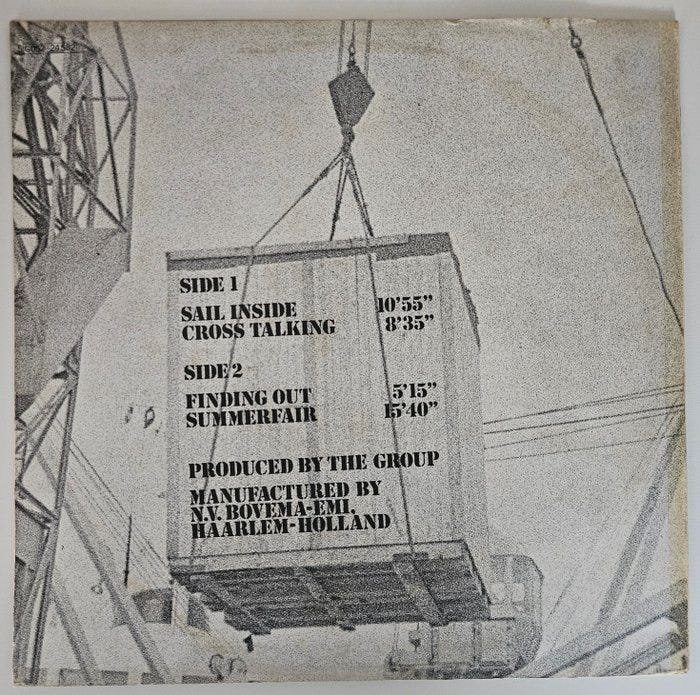 SIDE 1
SAIL INSIDE 10'55"
CROSS TALKING 8'35"
SIDE 2
FINDING OUT 5'15"
SUMMERFAIR 15'40"
PRODUCED BY THE GROUP
MANUFACTURED BY
N.V. BOVEMA-EMI,
HAARLEM-HOLLAND